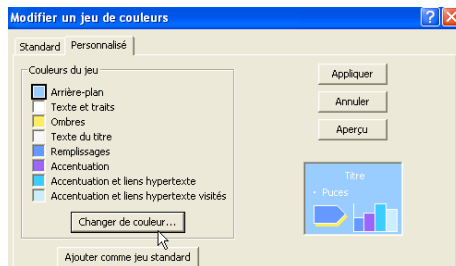 Modifier un jeu de couleurs
Standard Personnalisé
Couleurs du jeu
Arrière-plan
Texte et traits
Ombres
Texte du titre
Remplissages
Accentuation
Accentuation et liens hypertexte
Accentuation et liens hypertexte visités
Changer de couleur...
Ajouter comme jeu standard
Appliquer
Annuler
Aperçu
Titre
• Puces